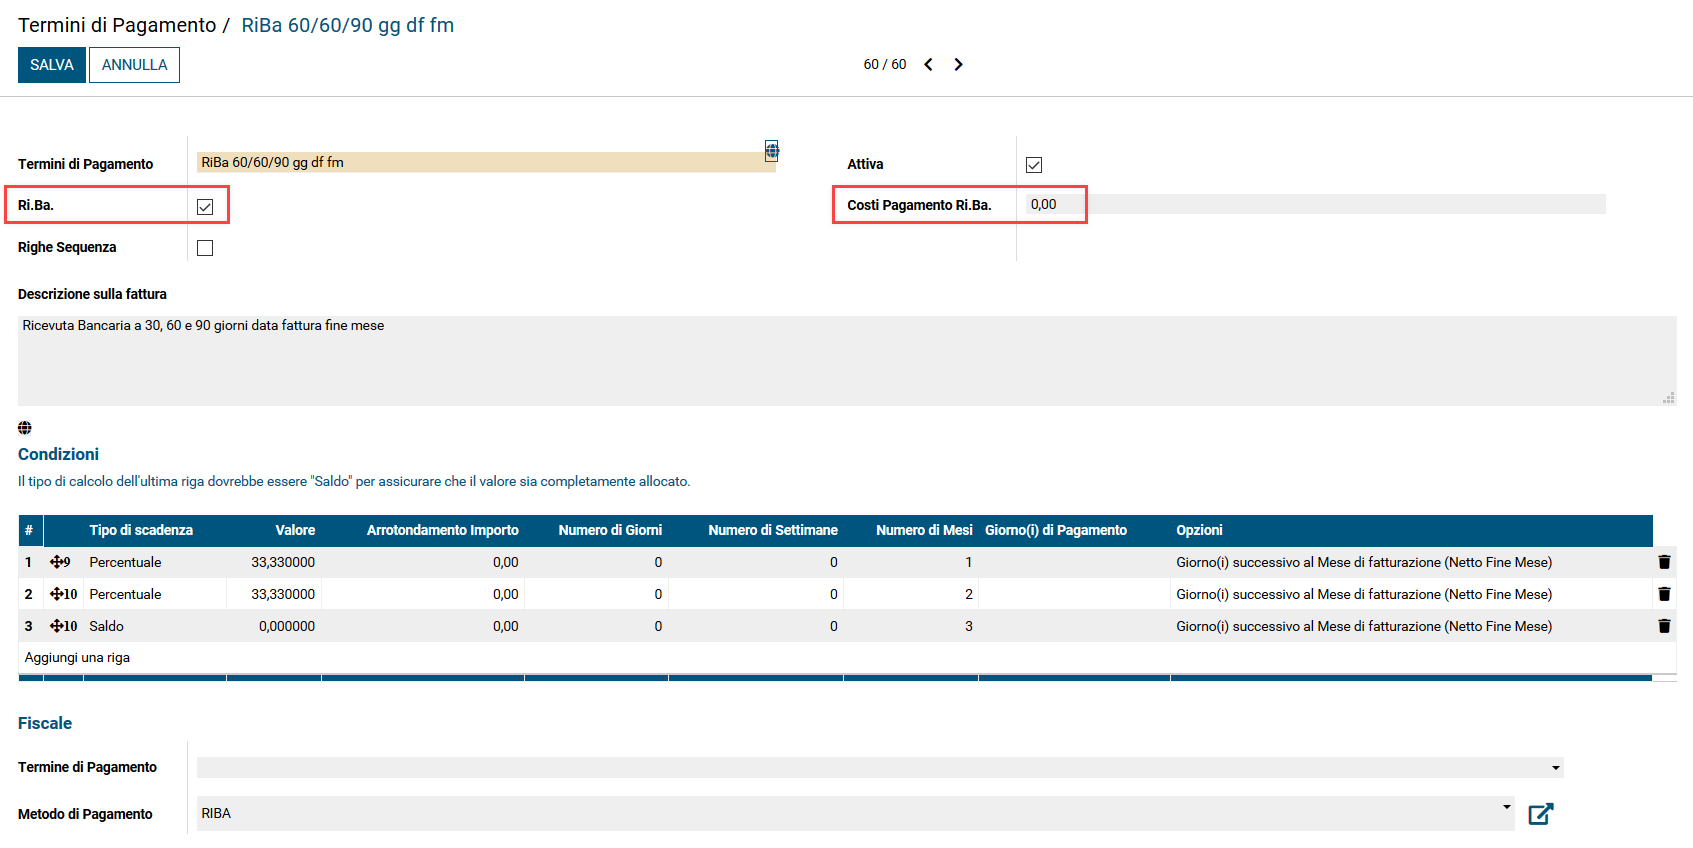 Termini di Pagamento / RiBa 60/60/90 gg df fm
SALVA ANNULLA 60 / 60
Termini di Pagamento RiBa 60/60/90 gg df fm Attiva
Ri.Ba. Costi Pagamento Ri.Ba. 0,00
Righe Sequenza
Descrizione sulla fattura
Ricevuta Bancaria a 30, 60 e 90 giorni data fattura fine mese
Condizioni
Il tipo di calcolo dell'ultima riga dovrebbe essere "Saldo" per assicurare che il valore sia completamente allocato.
# Tipo di scadenza Valore Arrotondamento Importo Numero di Giorni Numero di Settimane Numero di Mesi Giorno(i) di Pagamento Opzioni
1 9 Percentuale 33,330000 0,00 0 0 1 Giorno(i) successivo al Mese di fatturazione (Netto Fine Mese)
2 10 Percentuale 33,330000 0,00 0 0 2 Giorno(i) successivo al Mese di fatturazione (Netto Fine Mese)
3 10 Saldo 0,000000 0,00 0 0 3 Giorno(i) successivo al Mese di fatturazione (Netto Fine Mese)
Aggiungi una riga
Fiscale
Termine di Pagamento
Metodo di Pagamento RIBA